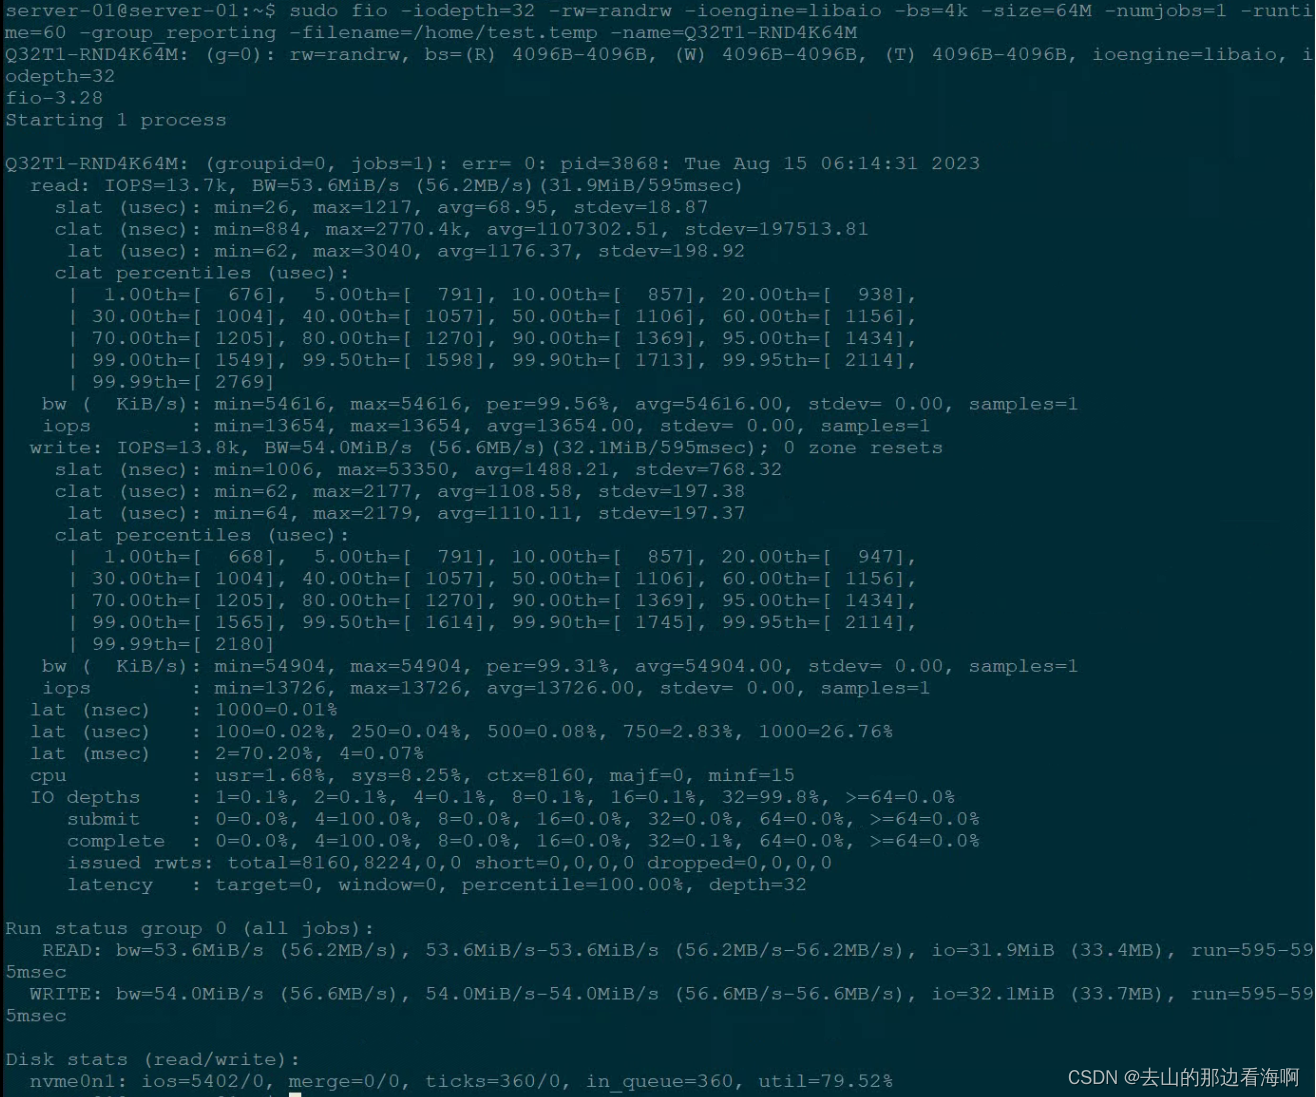 server-01@server-01:~$ sudo fio -iodepth=32 -rw=randrw -ioengine=libaio -bs=4k -size=64M -numjobs=1 -runti
me=60 -group_reporting -filename=/home/test.temp -name=Q32T1-RND4K64M
Q32T1-RND4K64M: (g=0): rw=randrw, bs=(R) 4096B-4096B, (W) 4096B-4096B, (T) 4096B-4096B, ioengine=libaio, i
odepth=32
fio-3.28
Starting 1 process
Q32T1-RND4K64M: (groupid=0, jobs=1): err= 0: pid=3868: Tue Aug 15 06:14:31 2023
read: IOPS=13.7k, BW=53.6MiB/s (56.2MB/s)(31.9MiB/595msec)
slat (usec): min=26, max=1217, avg=68.95, stdev=18.87
clat (nsec): min=884, max=2770.4k, avg=1107302.51, stdev=197513.81
lat (usec): min=62, max=3040, avg=1176.37, stdev=198.92
clat percentiles (usec):
| 1.00th=[ 676], 5.00th=[ 791], 10.00th=[ 857], 20.00th=[ 938],
| 30.00th=[ 1004], 40.00th=[ 1057], 50.00th=[ 1106], 60.00th=[ 1156],
| 70.00th=[ 1205], 80.00th=[ 1270], 90.00th=[ 1369], 95.00th=[ 1434],
| 99.00th=[ 1549], 99.50th=[ 1598], 99.90th=[ 1713], 99.95th=[ 2114],
| 99.99th=[ 2769]
bw ( KiB/s): min=54616, max=54616, per=99.56%, avg=54616.00, stdev= 0.00, samples=1
iops : min=13654, max=13654, avg=13654.00, stdev= 0.00, samples=1
write: IOPS=13.8k, BW=54.0MiB/s (56.6MB/s)(32.1MiB/595msec); 0 zone resets
slat (nsec): min=1006, max=53350, avg=1488.21, stdev=768.32
clat (usec): min=62, max=2177, avg=1108.58, stdev=197.38
lat (usec): min=64, max=2179, avg=1110.11, stdev=197.37
clat percentiles (usec):
| 1.00th=[ 668], 5.00th=[ 791], 10.00th=[ 857], 20.00th=[ 947],
| 30.00th=[ 1004], 40.00th=[ 1057], 50.00th=[ 1106], 60.00th=[ 1156],
| 70.00th=[ 1205], 80.00th=[ 1270], 90.00th=[ 1369], 95.00th=[ 1434],
| 99.00th=[ 1565], 99.50th=[ 1614], 99.90th=[ 1745], 99.95th=[ 2114],
| 99.99th=[ 2180]
bw ( KiB/s): min=54904, max=54904, per=99.31%, avg=54904.00, stdev= 0.00, samples=1
iops : min=13726, max=13726, avg=13726.00, stdev= 0.00, samples=1
lat (nsec) : 1000=0.01%
lat (usec) : 100=0.02%, 250=0.04%, 500=0.08%, 750=2.83%, 1000=26.76%
lat (msec) : 2=70.20%, 4=0.07%
cpu : usr=1.68%, sys=8.25%, ctx=8160, majf=0, minf=15
IO depths : 1=0.1%, 2=0.1%, 4=0.1%, 8=0.1%, 16=0.1%, 32=99.8%, >=64=0.0%
submit : 0=0.0%, 4=100.0%, 8=0.0%, 16=0.0%, 32=0.0%, 64=0.0%, >=64=0.0%
complete : 0=0.0%, 4=100.0%, 8=0.0%, 16=0.0%, 32=0.1%, 64=0.0%, >=64=0.0%
issued rwts: total=8160,8224,0,0 short=0,0,0,0 dropped=0,0,0,0
latency : target=0, window=0, percentile=100.00%, depth=32
Run status group 0 (all jobs):
READ: bw=53.6MiB/s (56.2MB/s), 53.6MiB/s-53.6MiB/s (56.2MB/s-56.2MB/s), io=31.9MiB (33.4MB), run=595-59
5msec
WRITE: bw=54.0MiB/s (56.6MB/s), 54.0MiB/s-54.0MiB/s (56.6MB/s-56.6MB/s), io=32.1MiB (33.7MB), run=595-59
5msec
Disk stats (read/write):
nvme0n1: ios=5402/0, merge=0/0, ticks=360/0, in_queue=360, util=79.52%
CSDN @去山的那边看海啊